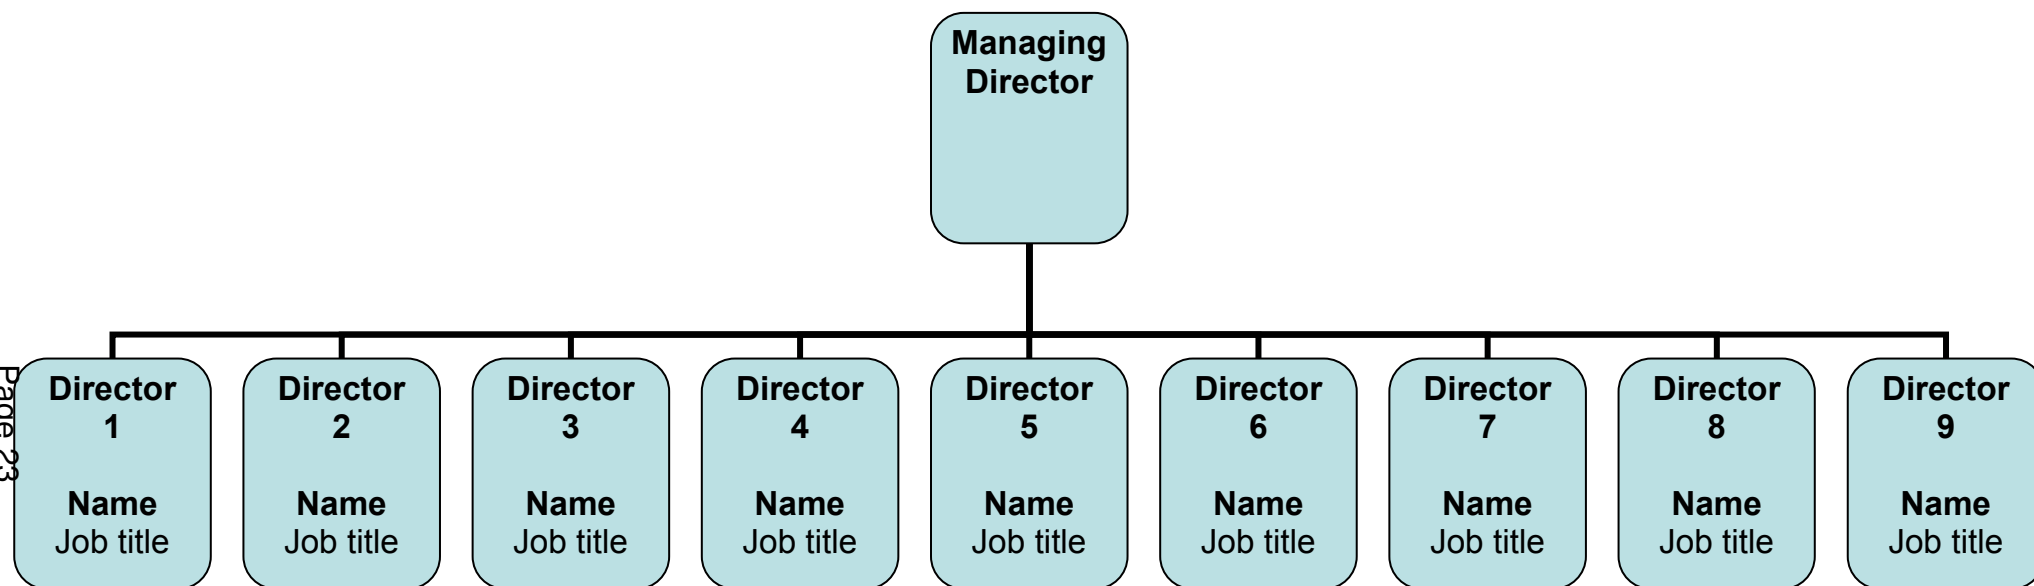 Managing
Director
Director
1
Name
Job title
Director
2
Name
Job title
Director
3
Name
Job title
Director
4
Name
Job title
Director
5
Name
Job title
Director
6
Name
Job title
Director
7
Name
Job title
Director
8
Name
Job title
Director
9
Name
Job title
Page 23